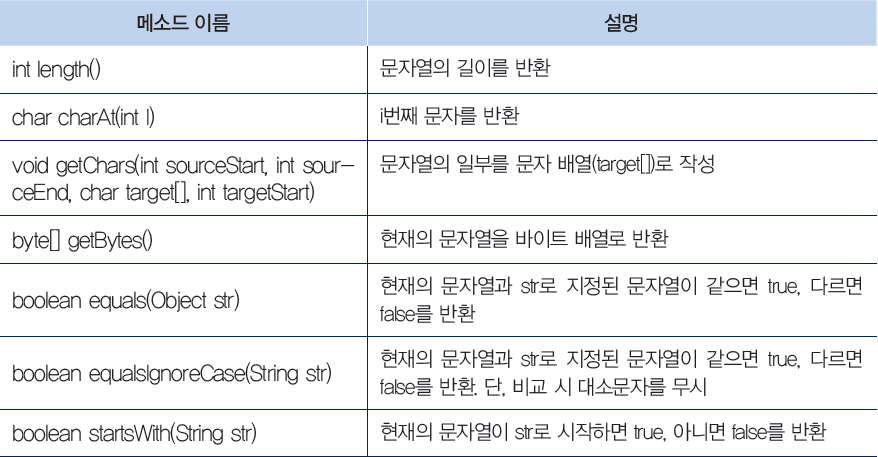 메소드 이름
설명
int length()
문자열의 길이를 반환
char charAt(int I)
i번째 문자를 반환
void getChars(int sourceStart, int sour-
ceEnd, char target[], int targetStart)
문자열의 일부를 문자 배열(target[])로 작성
byte[] getBytes()
현재의 문자열을 바이트 배열로 반환
boolean equals(Object str)
현재의 문자열과 str로 지정된 문자열이 같으면 true, 다르면
false를 반환
boolean equalsIgnoreCase(String str)
현재의 문자열과 str로 지정된 문자열이 같으면 true, 다르면
false를 반환. 단, 비교 시 대소문자를 무시
boolean startsWith(String str)
현재의 문자열이 str로 시작하면 true, 아니면 false를 반환